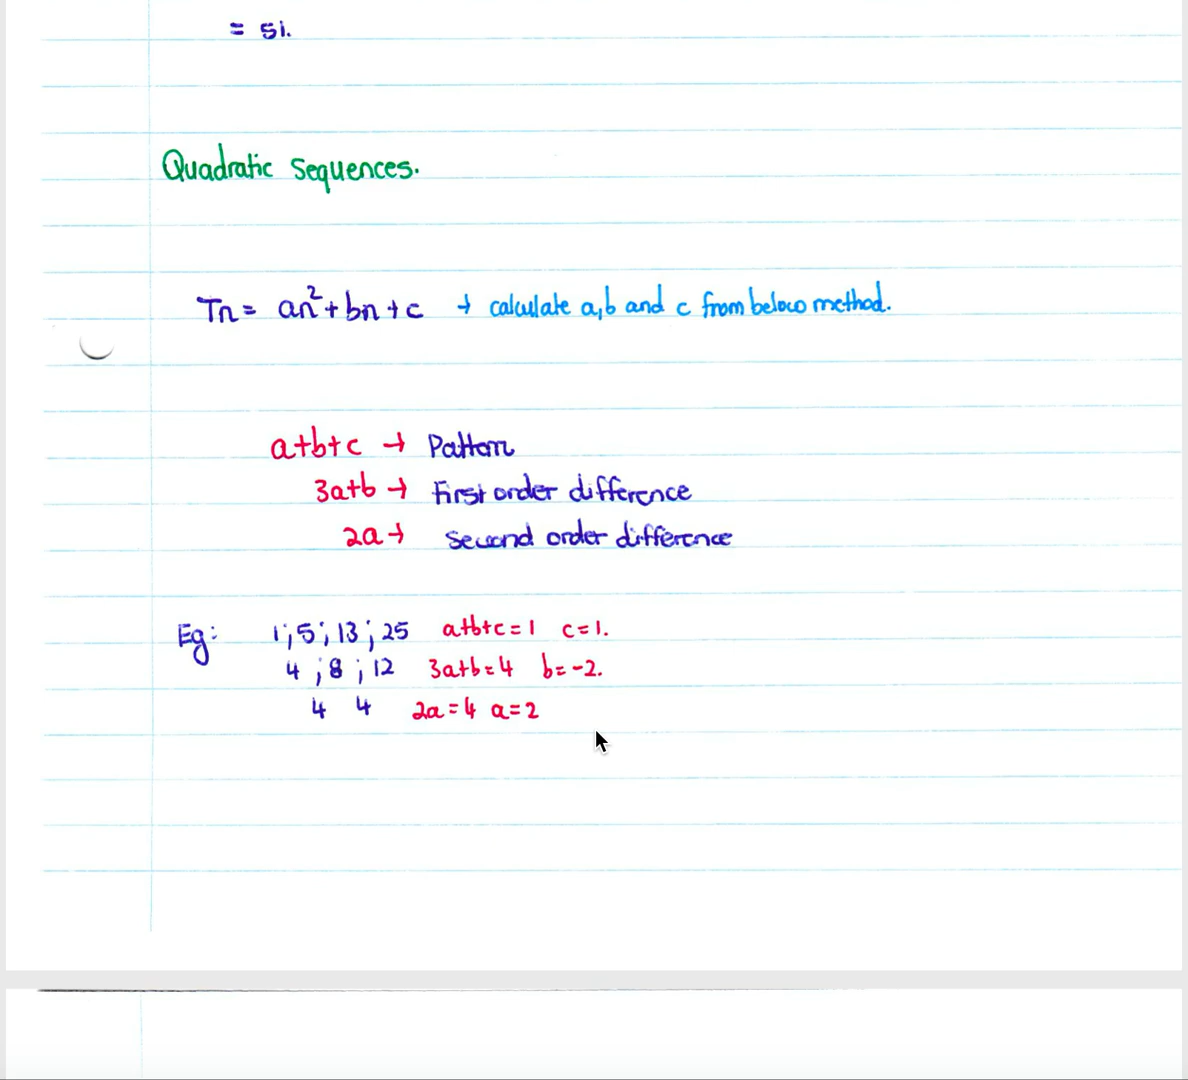 = 51.
Quadratic Sequences.
Tn = an² + bn + c → calculate a,b and c from below method.
a+b+c → Pattern
3a+b → First order difference
2a → Second order difference
Eg: 1;5;13;25 a+b+c=1 c=1.
4;8;12 3a+b=4 b=-2.
4 4 2a=4 a=2